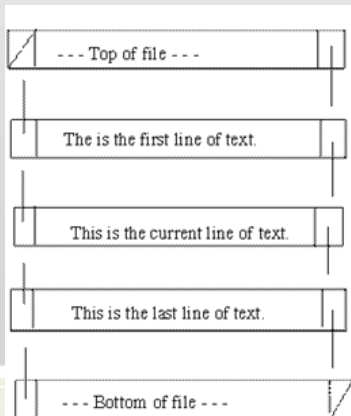 --- Top of file ---
The is the first line of text.
This is the current line of text.
This is the last line of text.
--- Bottom of file ---